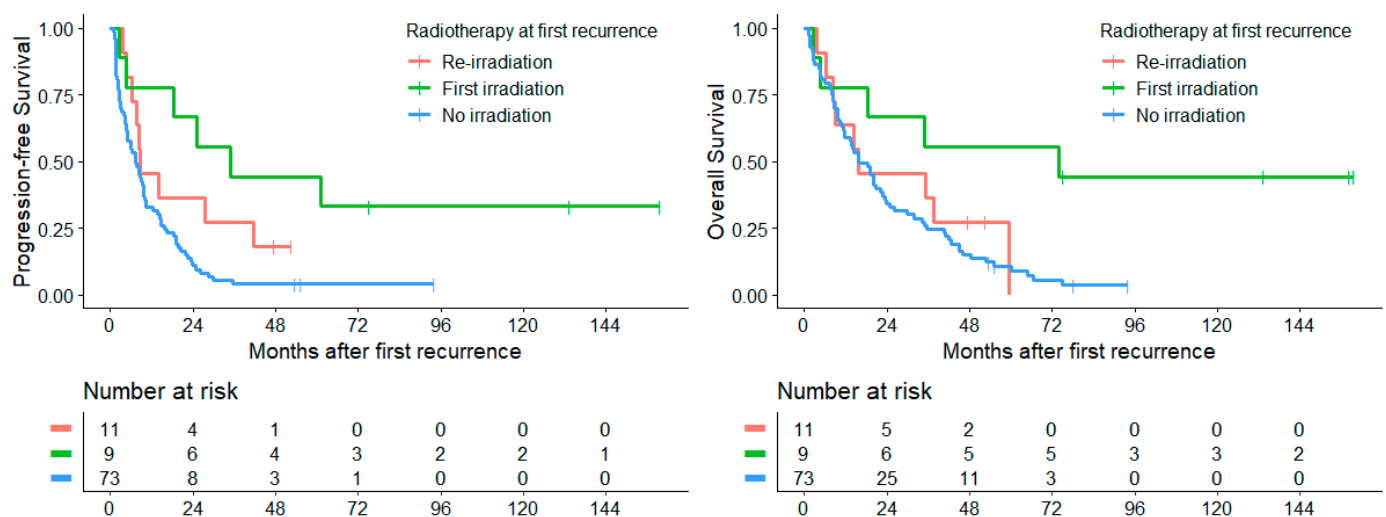 Progression-free Survival
1.00
0.75
0.50
0.25
0.00
Radiotherapy at first recurrence
Re-irradiation
First irradiation
No irradiation
0 24 48 72 96 120 144
Months after first recurrence
Number at risk
11 4 1 0 0 0 0
9 6 4 3 2 2 1
73 8 3 1 0 0 0
0 24 48 72 96 120 144
Overall Survival
1.00
0.75
0.50
0.25
0.00
Radiotherapy at first recurrence
Re-irradiation
First irradiation
No irradiation
0 24 48 72 96 120 144
Months after first recurrence
Number at risk
11 5 2 0 0 0 0
9 6 5 5 3 3 2
73 25 11 3 0 0 0
0 24 48 72 96 120 144